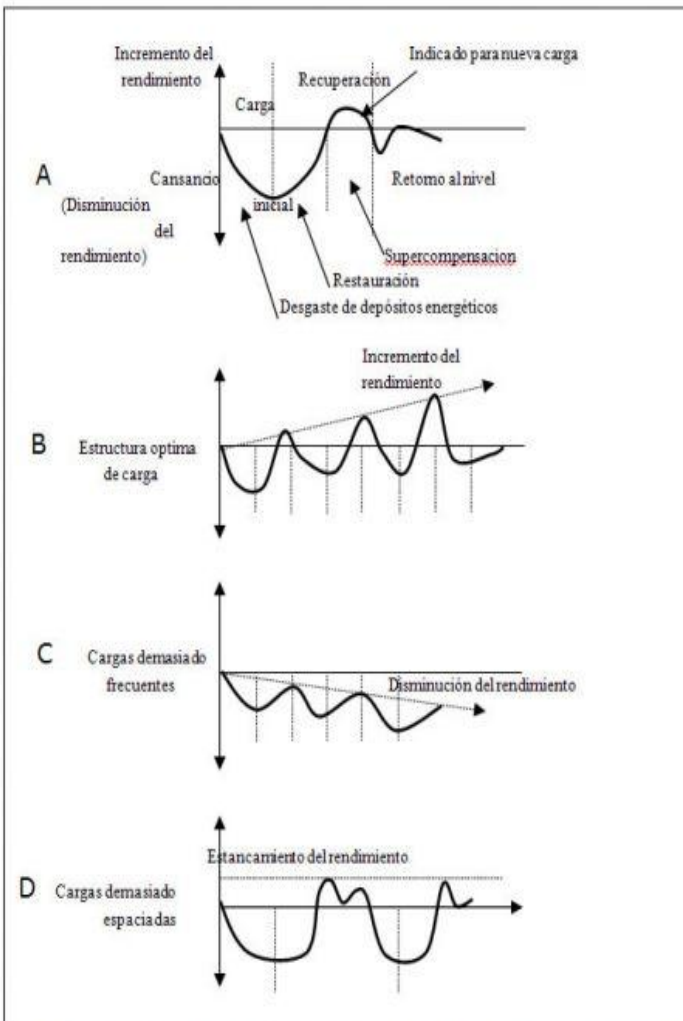 Incremento del
rendimiento
Indicado para nueva carga
Recuperación
Carga
A
Cansancio
(Disminución
inicial
del
rendimiento)
Retorno al nivel
Supercompensacion
Restauración
Desgaste de depósitos energéticos
Incremento del
rendimiento
B
Estructura optima
de carga
C
Cargas demasiado
frecuentes
Disminución del rendimiento
Estancamiento del rendimiento
D
Cargas demasiado
espaciadas